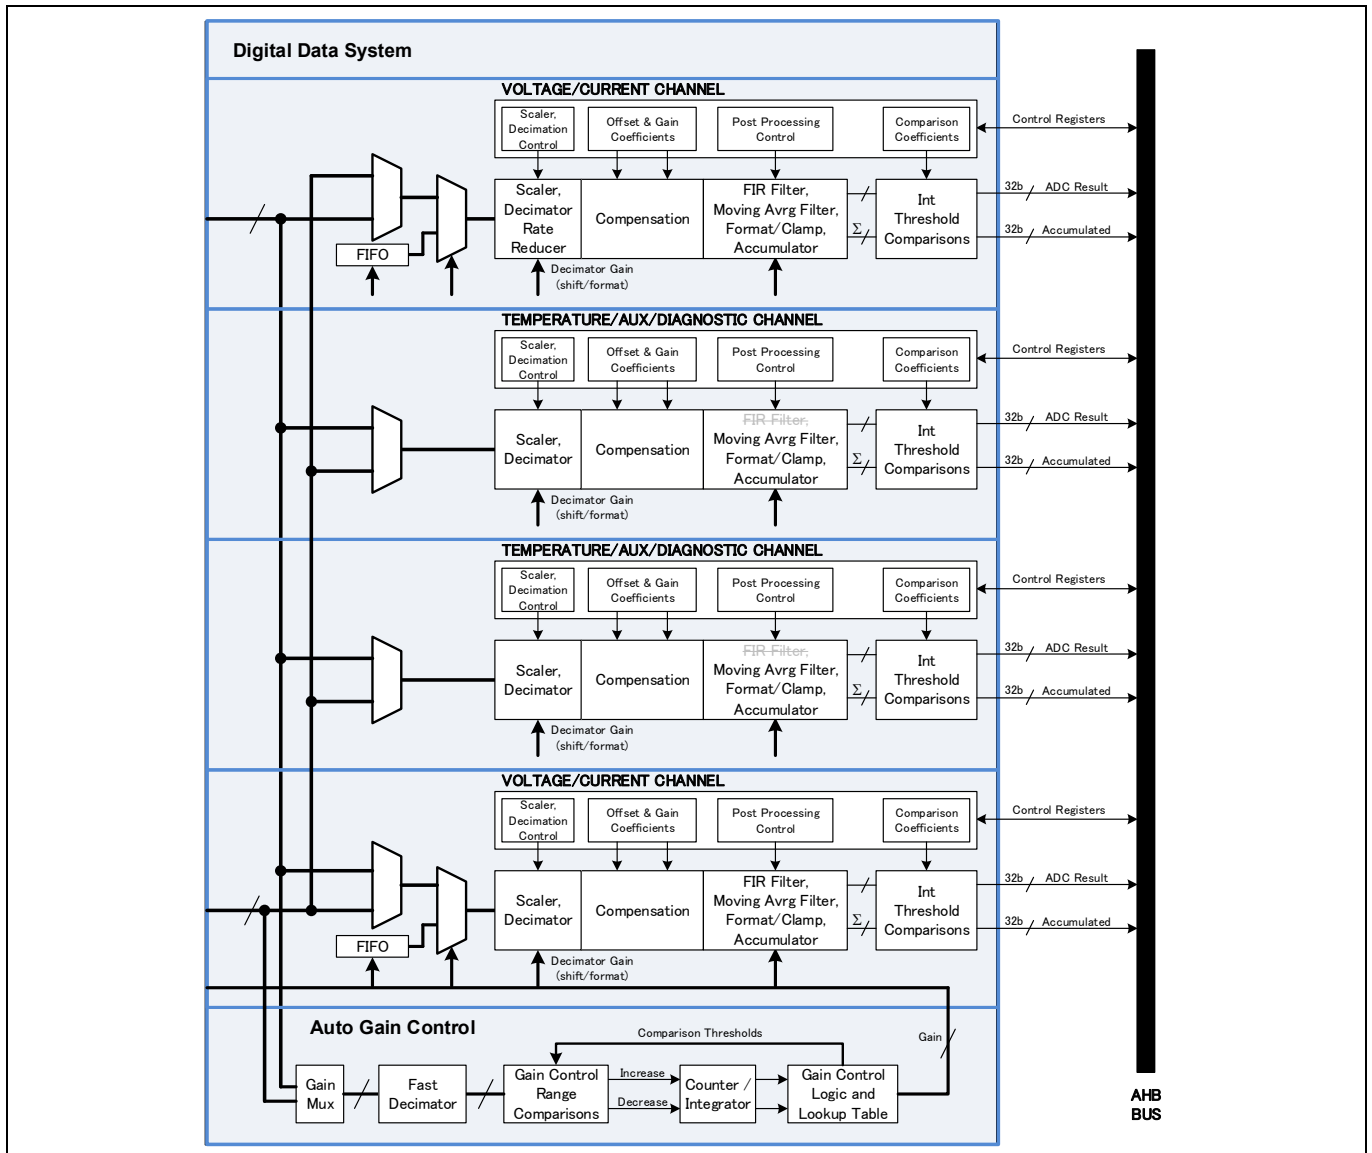 Digital Data System
VOLTAGE/CURRENT CHANNEL
Scaler,
Decimation
Control
Offset & Gain
Coefficients
Post Processing
Control
Comparison
Coefficients
Control Registers
Scaler,
Decimator
Rate
Reducer
Compensation
FIR Filter,
Moving Avrg Filter,
Format/Clamp,
Accumulator
Σ
Int
Threshold
Comparisons
32b ADC Result
32b Accumulated
FIFO
Decimator Gain
(shift/format)
TEMPERATURE/AUX/DIAGNOSTIC CHANNEL
Scaler,
Decimation
Control
Offset & Gain
Coefficients
Post Processing
Control
Comparison
Coefficients
Control Registers
Scaler,
Decimator
Compensation
FIR Filter,
Moving Avrg Filter,
Format/Clamp,
Accumulator
Σ
Int
Threshold
Comparisons
32b ADC Result
32b Accumulated
Decimator Gain
(shift/format)
TEMPERATURE/AUX/DIAGNOSTIC CHANNEL
Scaler,
Decimation
Control
Offset & Gain
Coefficients
Post Processing
Control
Comparison
Coefficients
Control Registers
Scaler,
Decimator
Compensation
FIR Filter,
Moving Avrg Filter,
Format/Clamp,
Accumulator
Σ
Int
Threshold
Comparisons
32b ADC Result
32b Accumulated
Decimator Gain
(shift/format)
VOLTAGE/CURRENT CHANNEL
Scaler,
Decimation
Control
Offset & Gain
Coefficients
Post Processing
Control
Comparison
Coefficients
Control Registers
Scaler,
Decimator
Compensation
FIR Filter,
Moving Avrg Filter,
Format/Clamp,
Accumulator
Σ
Int
Threshold
Comparisons
32b ADC Result
32b Accumulated
FIFO
Decimator Gain
(shift/format)
Auto Gain Control
Comparison Thresholds
Gain
Gain
Mux
Fast
Decimator
Gain Control
Range
Comparisons
Increase
Decrease
Counter /
Integrator
Gain Control
Logic and
Lookup Table
AHB
BUS